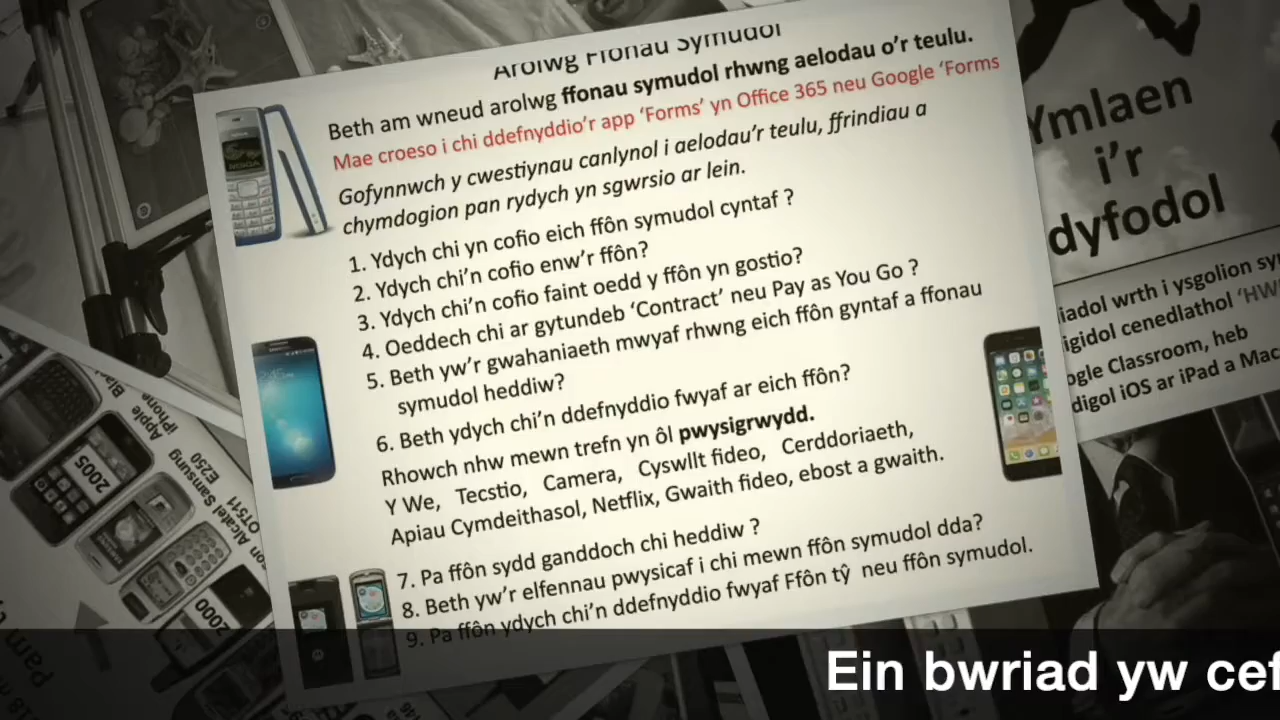 Arolwg Ffonau Symudol
Beth am wneud arolwg ffonau symudol rhwng aelodau o'r teulu.
Mae croeso i chi ddefnyddio'r app 'Forms' yn Office 365 neu Google 'Forms
Gofynnwch y cwestiynau canlynol i aelodau'r teulu, ffrindiau a
chymdogion pan rydych yn sgwrsio ar lein.
1. Ydych chi yn cofio eich ffôn symudol cyntaf ?
2. Ydych chi'n cofio enw'r ffôn?
3. Ydych chi'n cofio faint oedd y ffôn yn gostio?
4. Oeddech chi ar gytundeb 'Contract' neu Pay as You Go ?
5. Beth yw'r gwahaniaeth mwyaf rhwng eich ffôn gyntaf a ffonau
symudol heddiw?
6. Beth ydych chi'n ddefnyddio fwyaf ar eich ffôn?
Rhowch nhw mewn trefn yn ôl pwysigrwydd.
Y We, Tecstio, Camera, Cyswllt fideo, Cerddoriaeth,
Apiau Cymdeithasol, Netflix, Gwaith fideo, ebost a gwaith.
7. Pa ffôn sydd ganddoch chi heddiw ?
8. Beth yw'r elfennau pwysicaf i chi mewn ffôn symudol dda?
9. Pa ffôn ydych chi'n ddefnyddio fwyaf Ffôn tŷ neu ffôn symudol.
Ymlaen
i'r
dyfodol
iadol wrth i ysgolion sy
igidol cenedlathol 'HW
ogle Classroom, heb
digol iOS ar iPad a Mac
Apple
iPhone
Samsung
E250
Alcatel
OT511
2005
2000
Ein bwriad yw cef